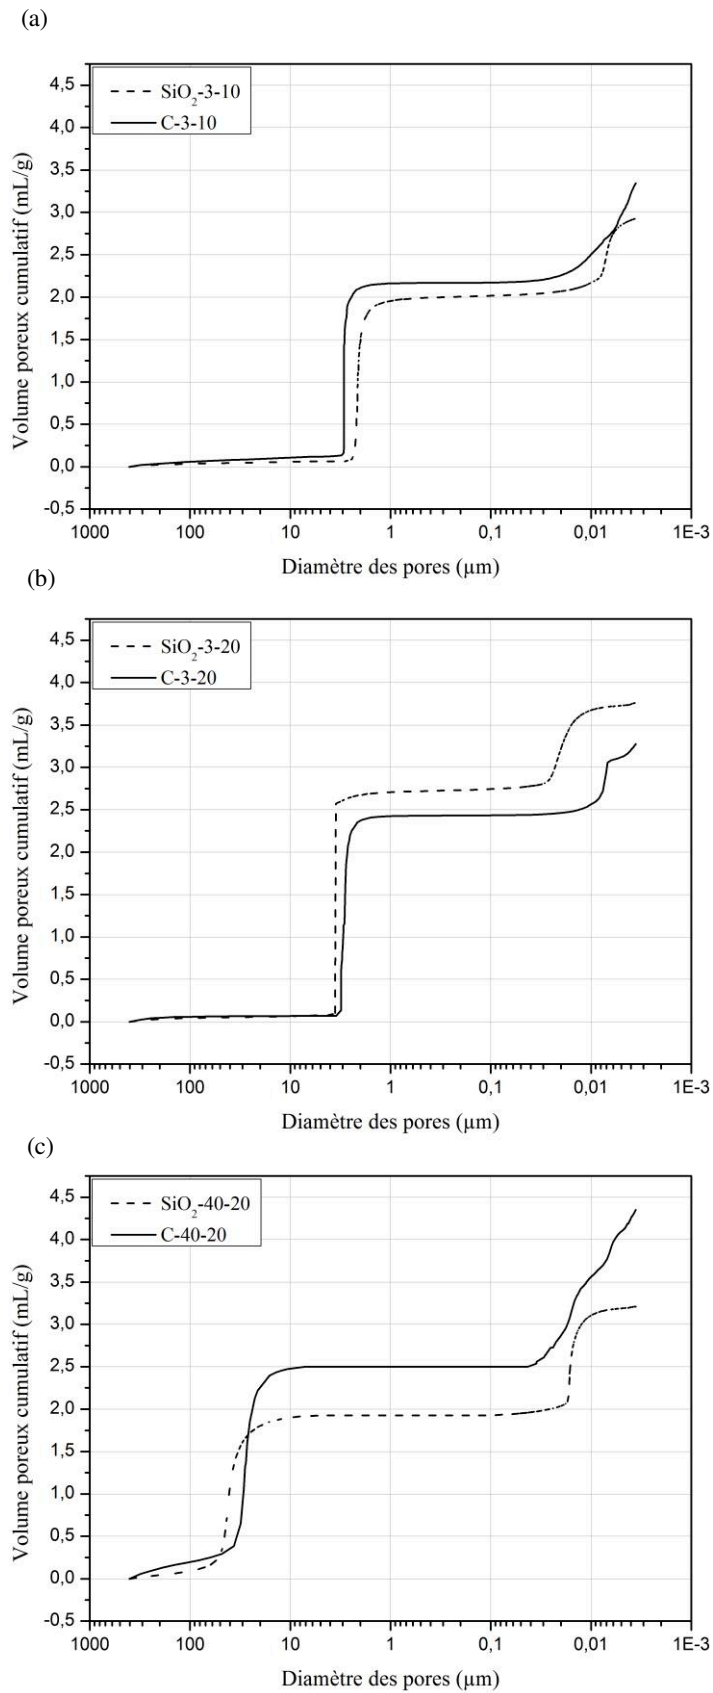 (a)
SiO2-3-10
C-3-10
Volume poreux cumulatif (mL/g)
4,5
4,0
3,5
3,0
2,5
2,0
1,5
1,0
0,5
0,0
-0,5
1000 100 10 1 0,1 0,01 1E-3
Diamètre des pores (µm)
(b)
SiO2-3-20
C-3-20
Volume poreux cumulatif (mL/g)
4,5
4,0
3,5
3,0
2,5
2,0
1,5
1,0
0,5
0,0
-0,5
1000 100 10 1 0,1 0,01 1E-3
Diamètre des pores (µm)
(c)
SiO2-40-20
C-40-20
Volume poreux cumulatif (mL/g)
4,5
4,0
3,5
3,0
2,5
2,0
1,5
1,0
0,5
0,0
-0,5
1000 100 10 1 0,1 0,01 1E-3
Diamètre des pores (µm)